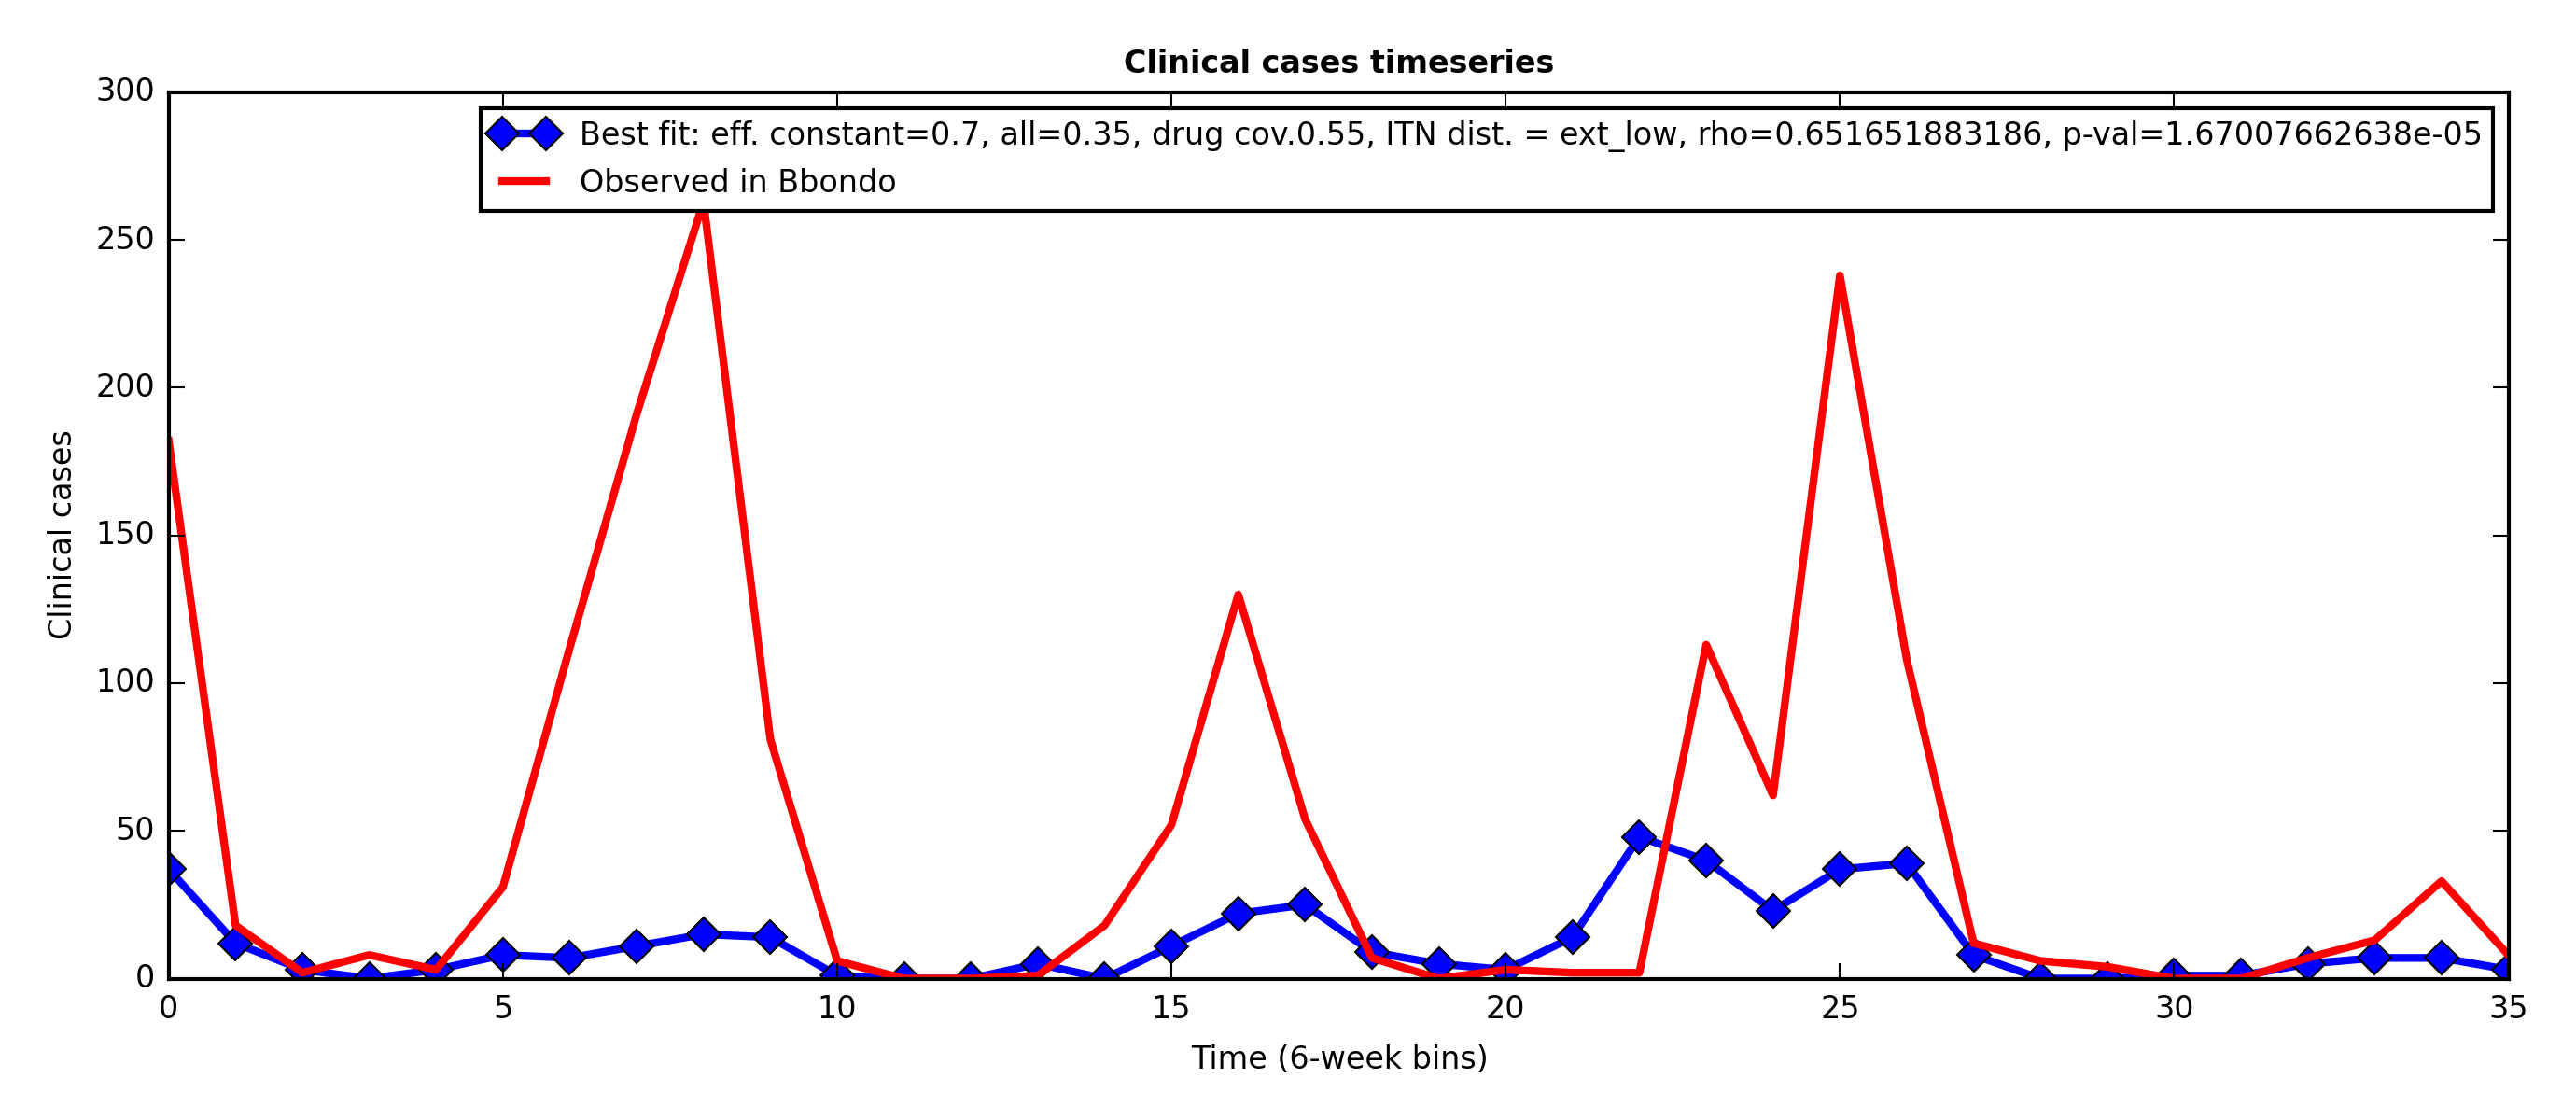 Clinical cases timeseries
300
Best fit: eff. constant=0.7, all=0.35, drug cov.0.55, ITN dist. = ext_low, rho=0.651651883186, p-val=1.67007662638e-05
Observed in Bbondo
250
200
150
100
50
0
Clinical cases
0 5 10 15 20 25 30 35
Time (6-week bins)